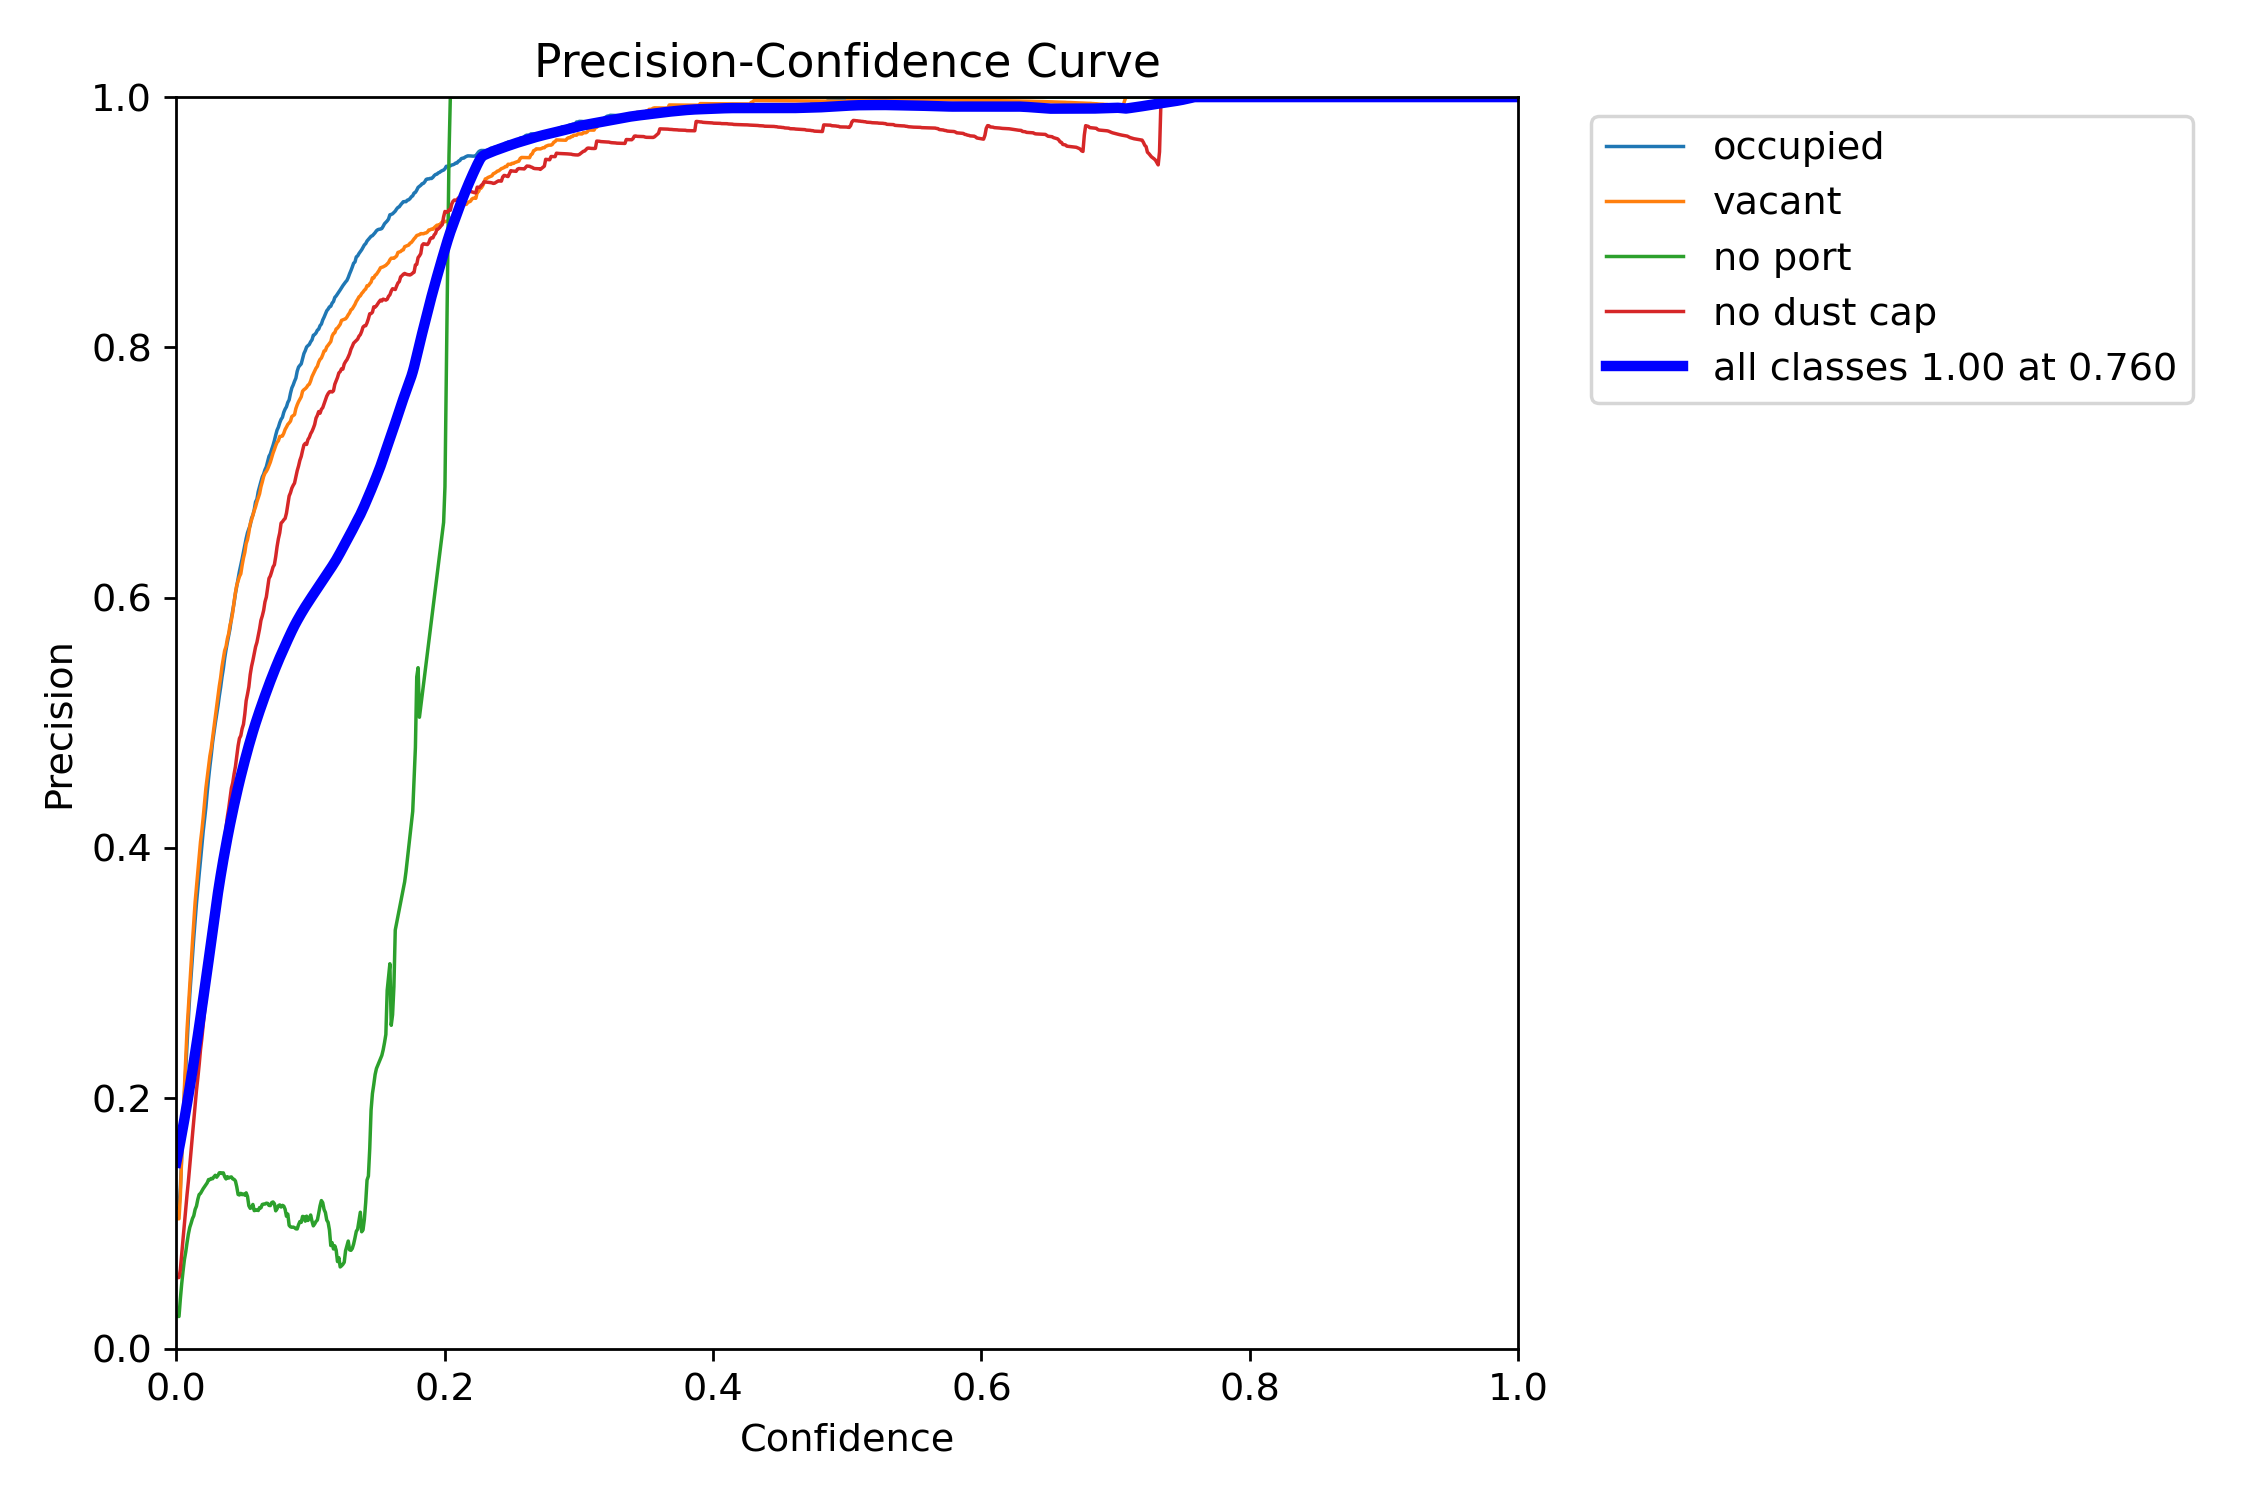 Precision-Confidence Curve
1.0
0.8
0.6
0.4
0.2
0.0
Precision
0.0 0.2 0.4 0.6 0.8 1.0
Confidence
occupied
vacant
no port
no dust cap
all classes 1.00 at 0.760